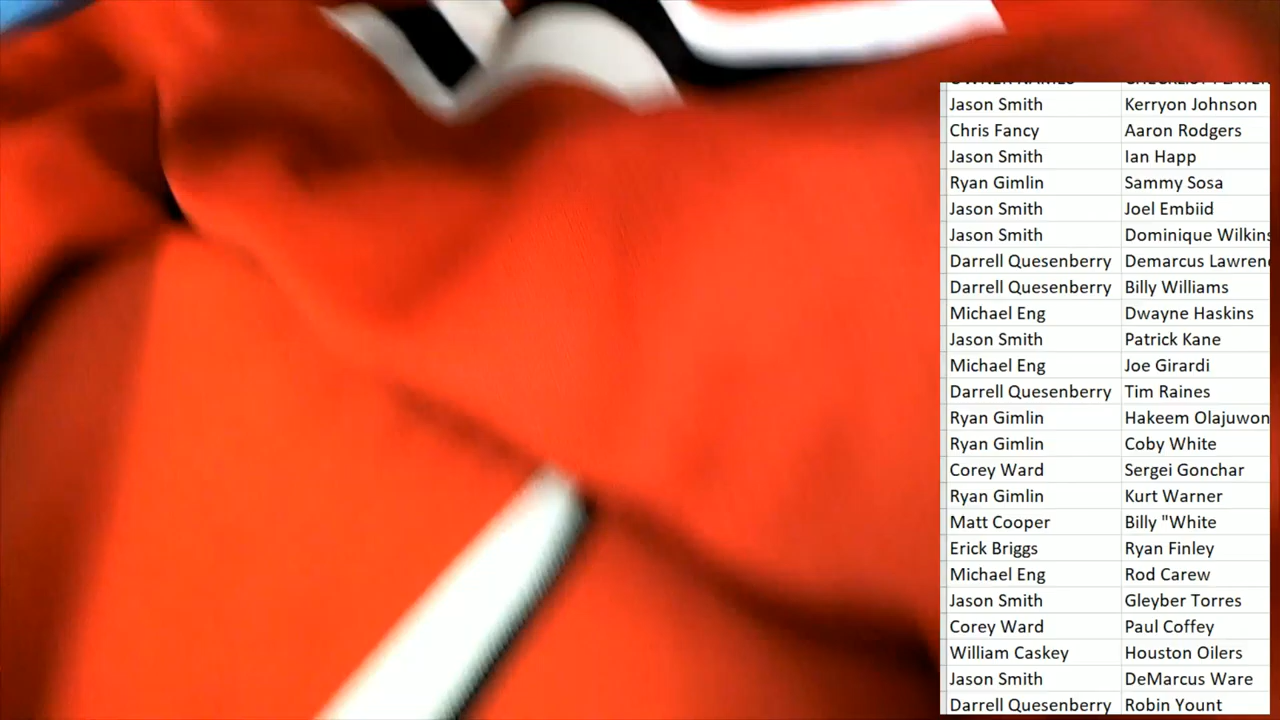 Jason Smith Kerryon Johnson
Chris Fancy Aaron Rodgers
Jason Smith Ian Happ
Ryan Gimlin Sammy Sosa
Jason Smith Joel Embiid
Jason Smith Dominique Wilkins
Darrell Quesenberry Demarcus Lawrenc
Darrell Quesenberry Billy Williams
Michael Eng Dwayne Haskins
Jason Smith Patrick Kane
Michael Eng Joe Girardi
Darrell Quesenberry Tim Raines
Ryan Gimlin Hakeem Olajuwon
Ryan Gimlin Coby White
Corey Ward Sergei Gonchar
Ryan Gimlin Kurt Warner
Matt Cooper Billy "White
Erick Briggs Ryan Finley
Michael Eng Rod Carew
Jason Smith Gleyber Torres
Corey Ward Paul Coffey
William Caskey Houston Oilers
Jason Smith DeMarcus Ware
Darrell Quesenberry Robin Yount